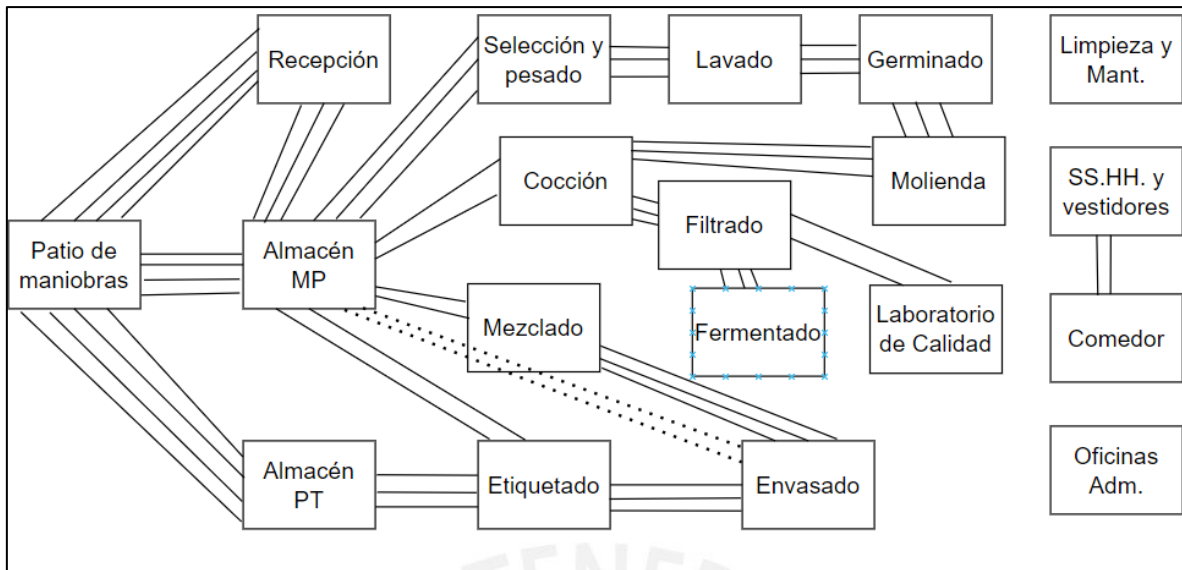 Recepción
Selección y
pesado
Lavado
Germinado
Limpieza y
Mant.
Cocción
Molienda
SS.HH. y
vestidores
Filtrado
Patio de
maniobras
Almacén
MP
Mezclado
Fermentado
Laboratorio
de Calidad
Comedor
Almacén
PT
Etiquetado
Envasado
Oficinas
Adm.